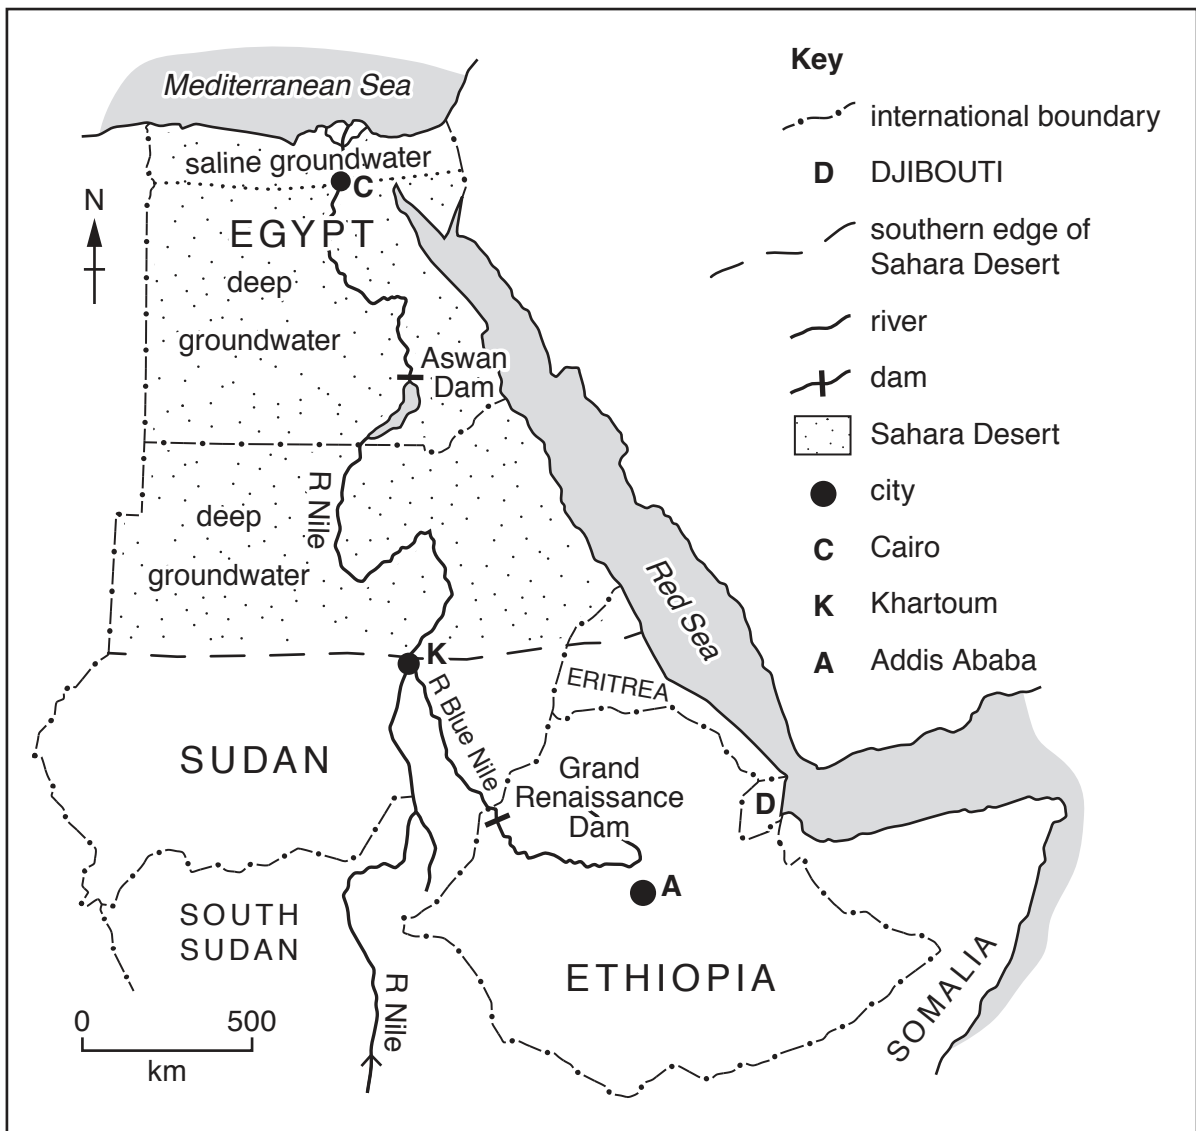 Mediterranean Sea
saline groundwater
C
N
EGYPT
deep
groundwater
Aswan
Dam
R Nile
deep
groundwater
Red Sea
K
ERITREA
R Blue Nile
SUDAN
Grand
Renaissance
Dam
D
A
SOUTH
SUDAN
ETHIOPIA
SOMALIA
R Nile
0 500
km
Key
international boundary
D DJIBOUTI
southern edge of
Sahara Desert
river
dam
Sahara Desert
city
C Cairo
K Khartoum
A Addis Ababa